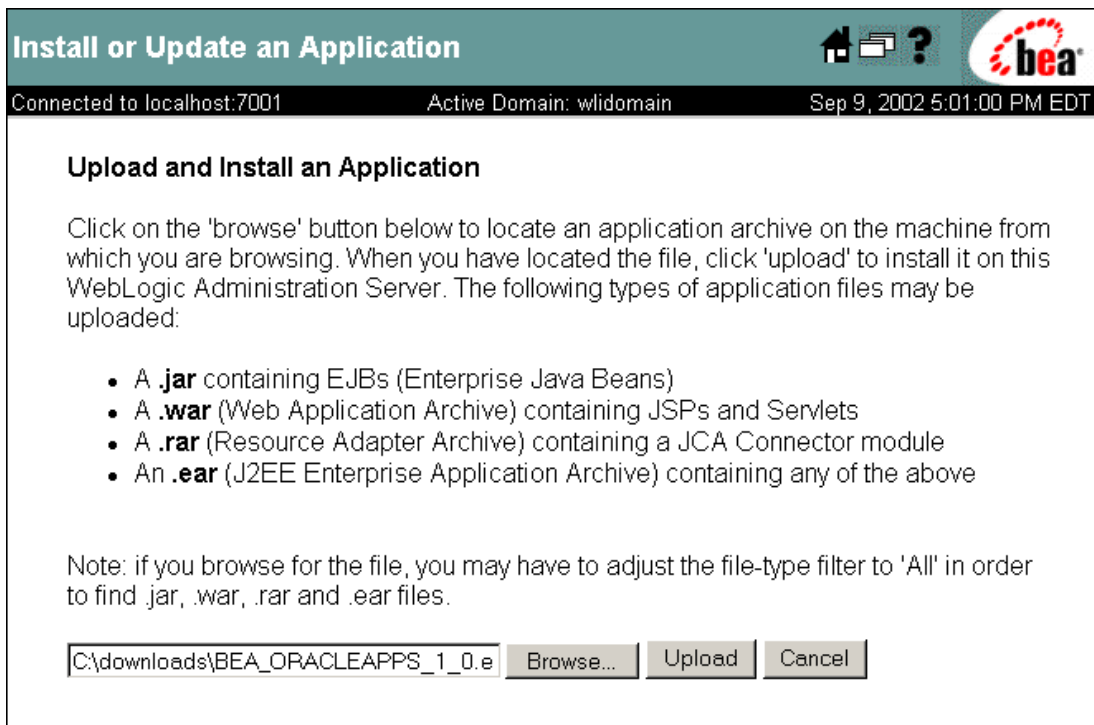 Install or Update an Application
?
bea
Connected to localhost:7001 Active Domain: wlidomain Sep 9, 2002 5:01:00 PM EDT
Upload and Install an Application
Click on the 'browse' button below to locate an application archive on the machine from
which you are browsing. When you have located the file, click 'upload' to install it on this
WebLogic Administration Server. The following types of application files may be
uploaded:
• A .jar containing EJBs (Enterprise Java Beans)
• A .war (Web Application Archive) containing JSPs and Servlets
• A .rar (Resource Adapter Archive) containing a JCA Connector module
• An .ear (J2EE Enterprise Application Archive) containing any of the above
Note: if you browse for the file, you may have to adjust the file-type filter to 'All' in order
to find .jar, .war, .rar and .ear files.
C:\downloads\BEA_ORACLEAPPS_1_0.e Browse... Upload Cancel